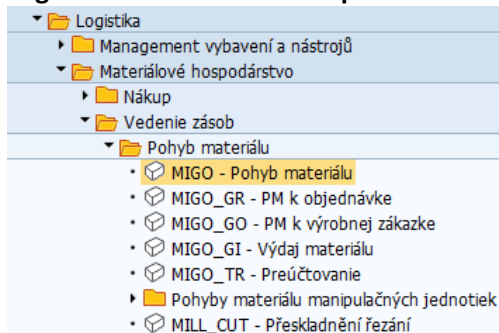 Logistika
Management vybavení a nástrojů
Materiálové hospodárstvo
Nákup
Vedenie zásob
Pohyb materiálu
MIGO - Pohyb materiálu
MIGO_GR - PM k objednávke
MIGO_GO - PM k výrobnej zákazke
MIGO_GI - Výdaj materiálu
MIGO_TR - Preúčtovanie
Pohyby materiálu manipulačných jednotiek
MILL_CUT - Přeskladnění řezání